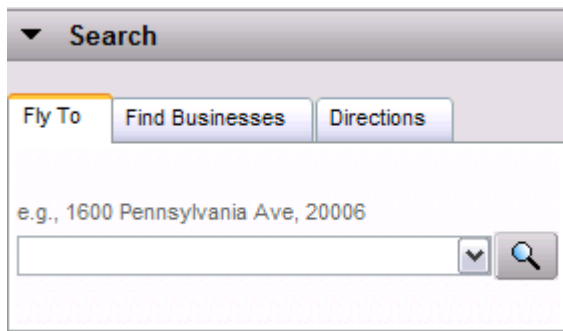 Search
Fly To Find Businesses Directions
e.g., 1600 Pennsylvania Ave, 20006